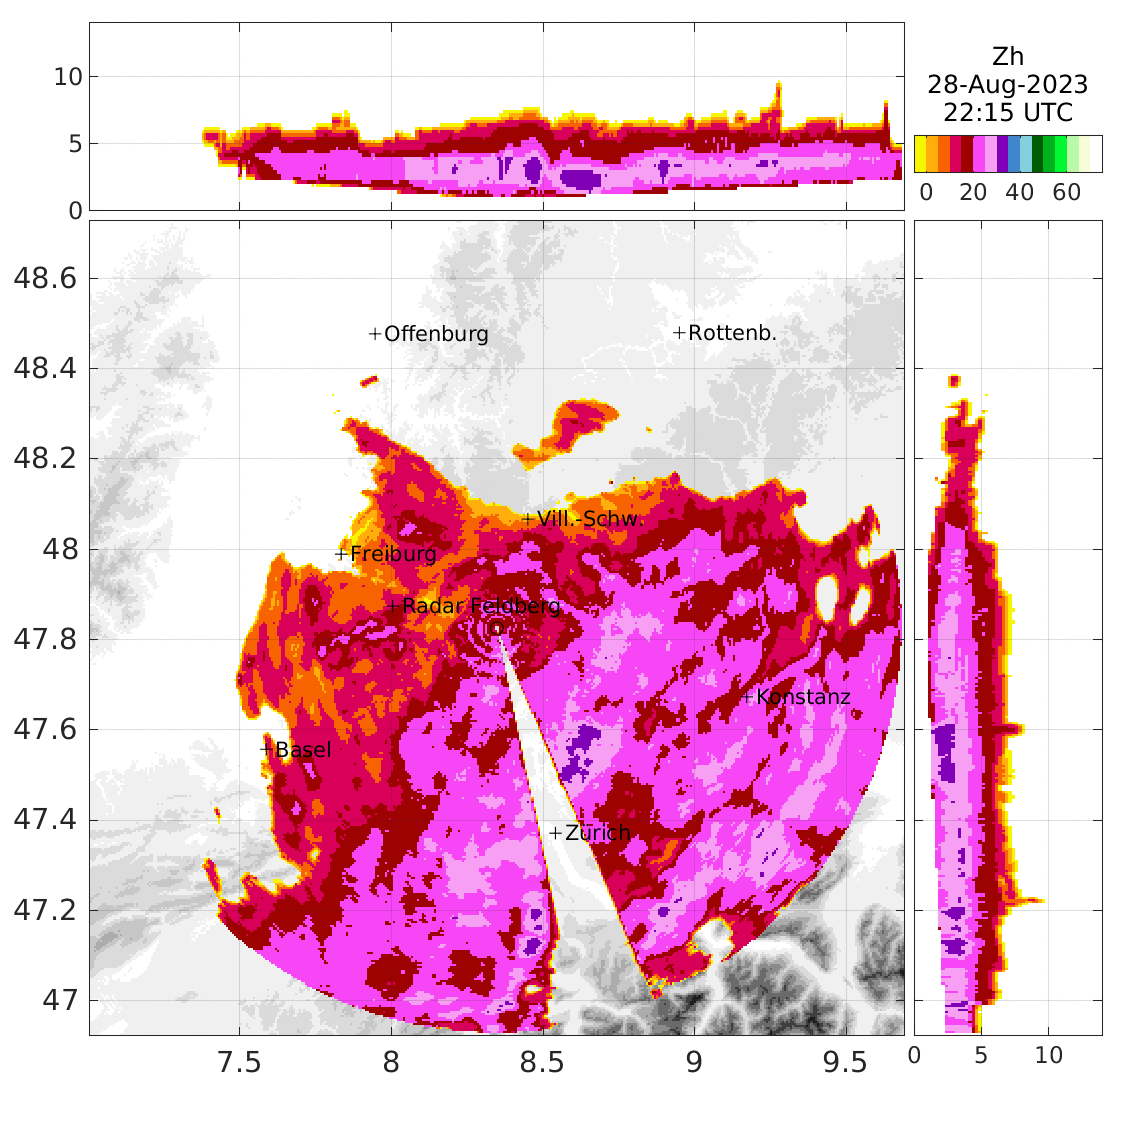 10
5
0
Zh
28-Aug-2023
22:15 UTC
0 20 40 60
48.6
48.4
48.2
48
47.8
47.6
47.4
47.2
47
+Offenburg
+Rottenb.
+Vill.-Schw.
+Freiburg
+Radar Feldberg
+Konstanz
+Basel
+Zürich
7.5 8 8.5 9 9.5
0 5 10